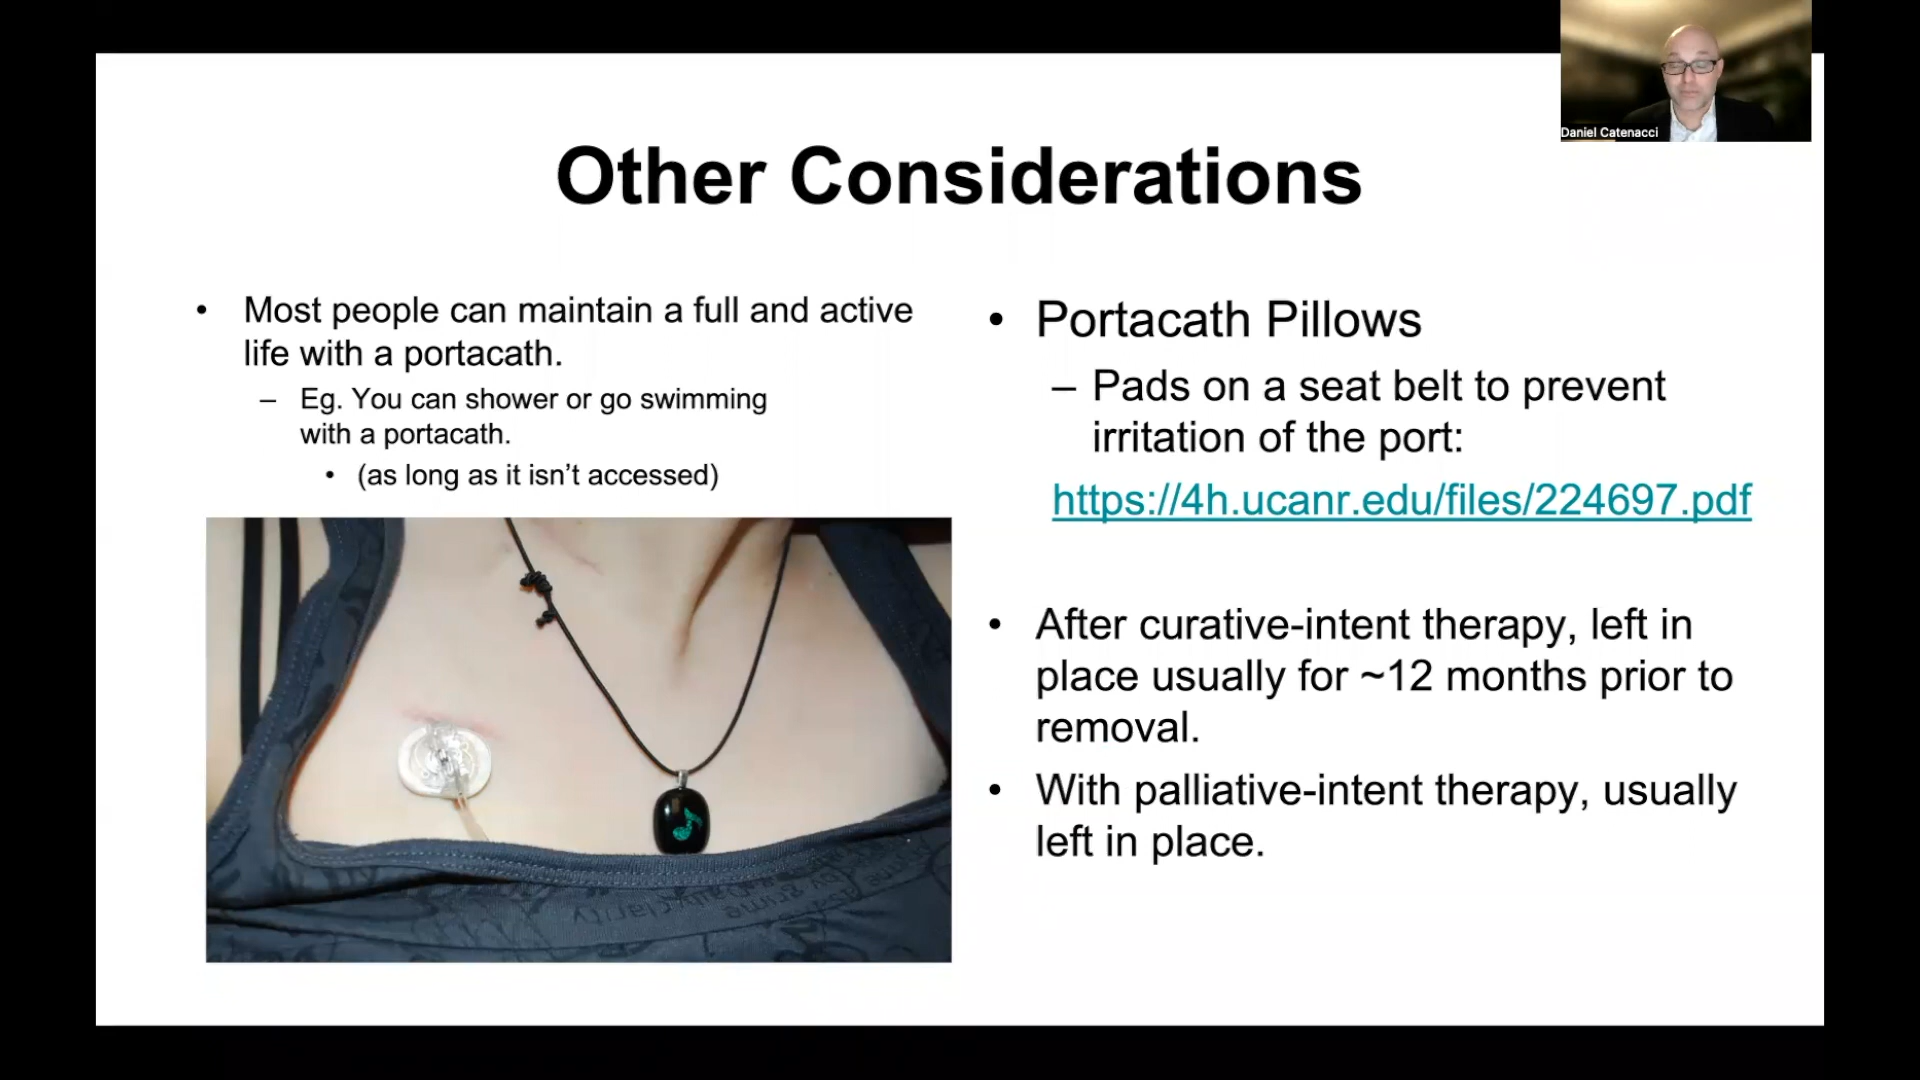 Daniel Catenacci
Other Considerations
• Most people can maintain a full and active
life with a portacath.
– Eg. You can shower or go swimming
with a portacath.
• (as long as it isn’t accessed)
• Portacath Pillows
– Pads on a seat belt to prevent
irritation of the port:
https://4h.ucanr.edu/files/224697.pdf
• After curative-intent therapy, left in
place usually for ~12 months prior to
removal.
• With palliative-intent therapy, usually
left in place.